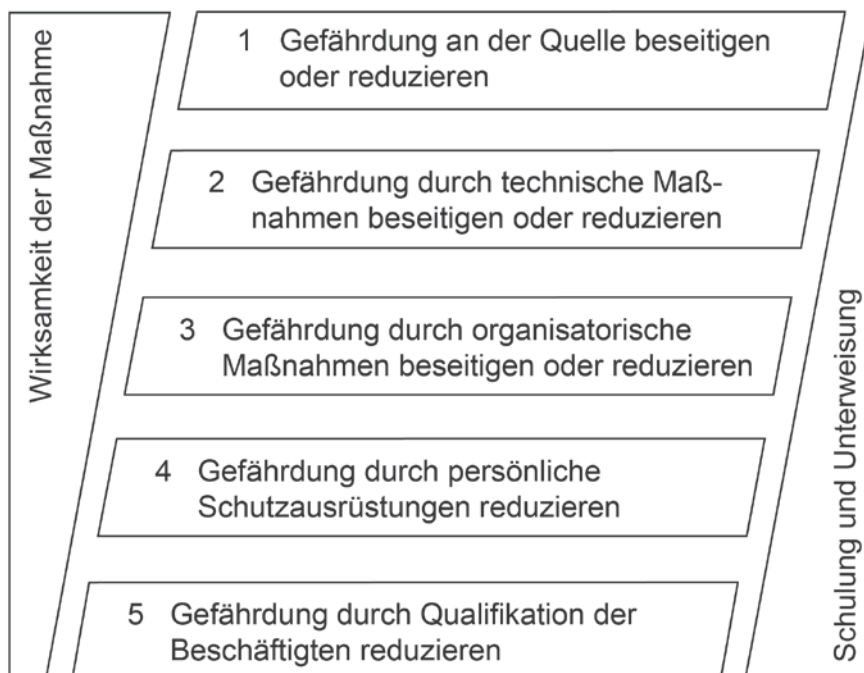 Wirksamkeit der Maßnahme
1 Gefährdung an der Quelle beseitigen
oder reduzieren
2 Gefährdung durch technische Maß-
nahmen beseitigen oder reduzieren
3 Gefährdung durch organisatorische
Maßnahmen beseitigen oder reduzieren
4 Gefährdung durch persönliche
Schutzausrüstungen reduzieren
5 Gefährdung durch Qualifikation der
Beschäftigten reduzieren
Schulung und Unterweisung